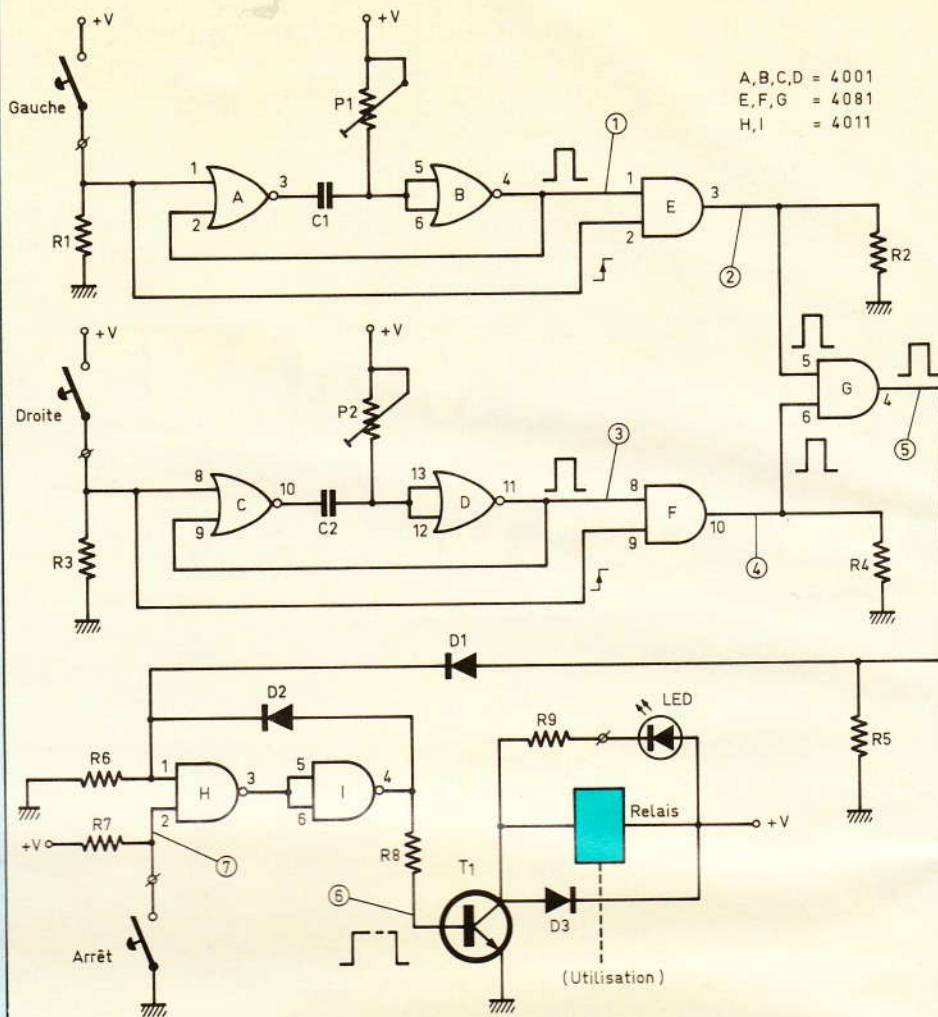 +V
+V
A,B,C,D = 4001
E,F,G = 4081
H,I = 4011
Gauche
P1
①
1
2
A
3
C1
5
6
B
4
1
2
E
3
②
R1
R2
+V
+V
Droite
P2
5
6
G
4
⑤
③
8
9
C
10
C2
13
12
D
11
8
9
F
10
④
R3
R4
D1
D2
R9
LED
R5
R6
1
2
H
3
5
6
I
4
Relais
+V
+V
R7
⑦
R8
T1
⑥
D3
Arrêt
(Utilisation)